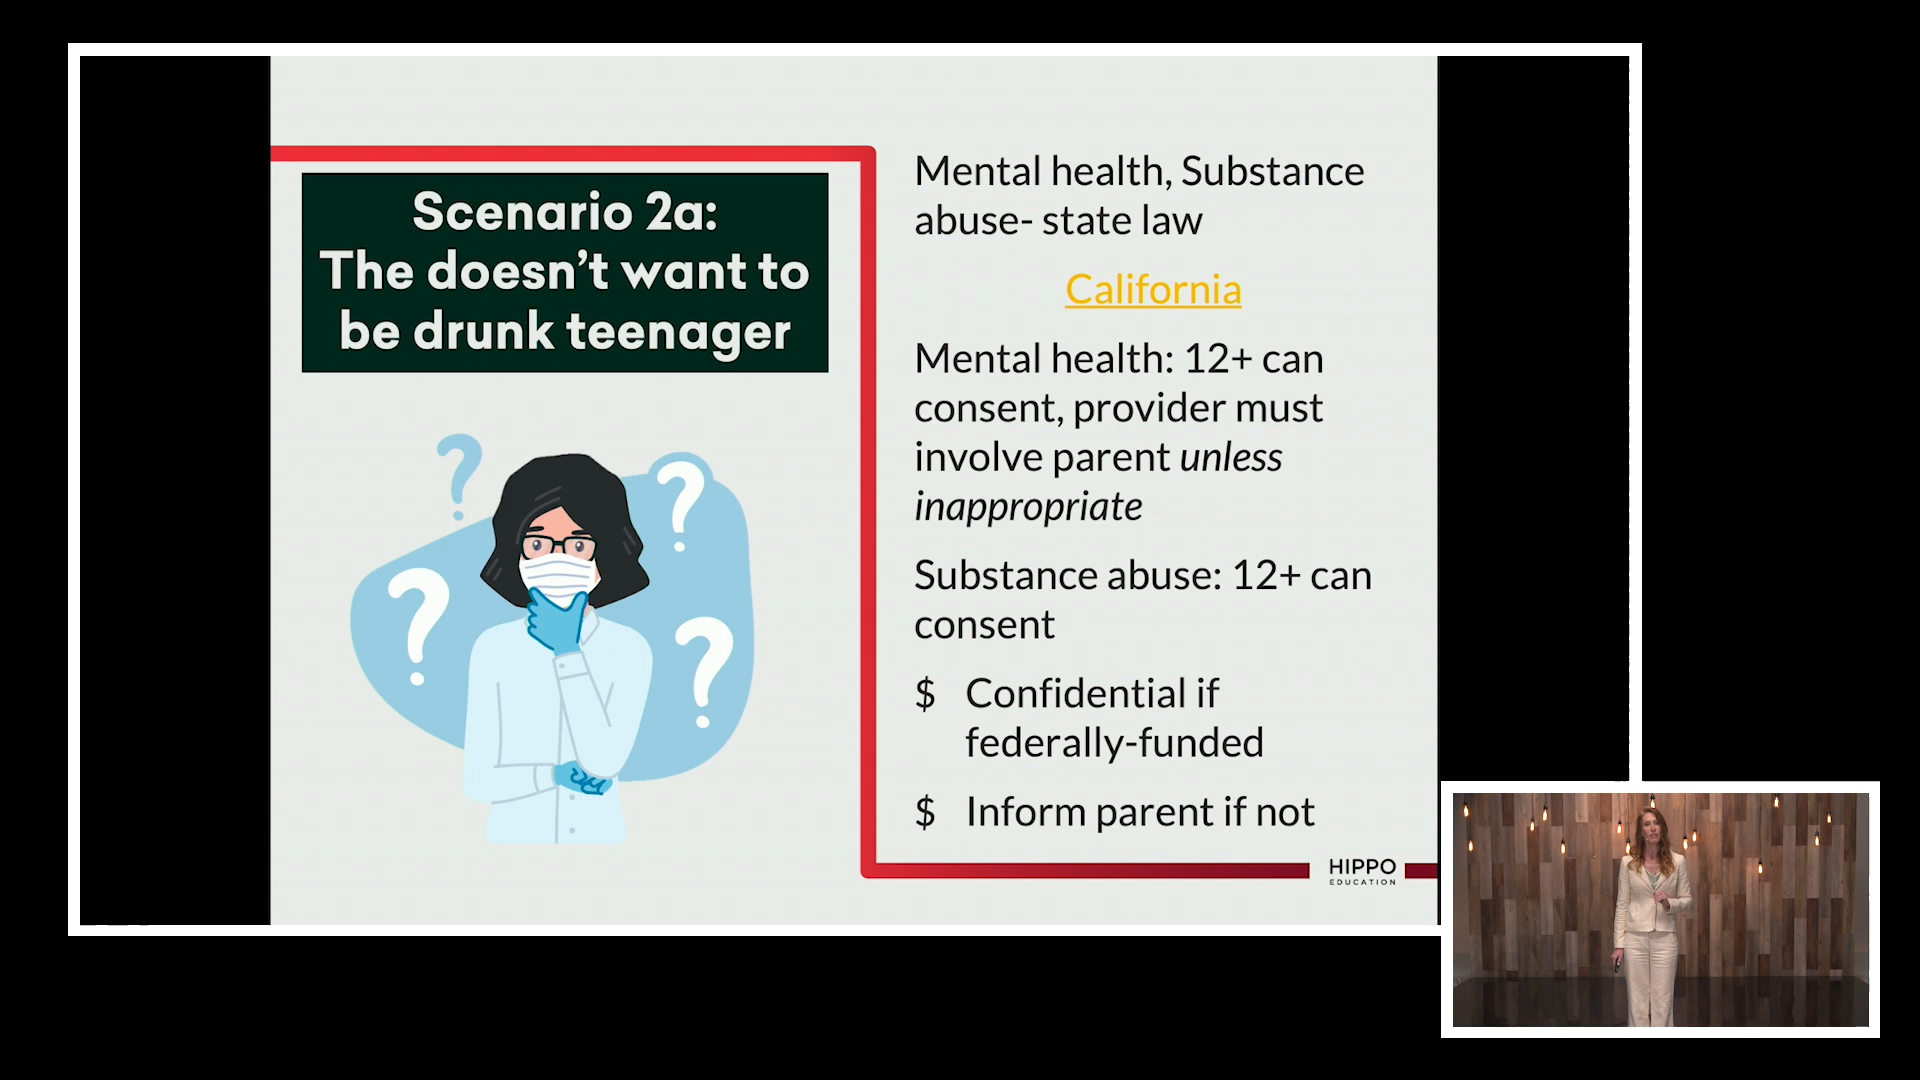 Scenario 2a:
The doesn't want to
be drunk teenager
Mental health, Substance
abuse- state law
California
Mental health: 12+ can
consent, provider must
involve parent unless
inappropriate
Substance abuse: 12+ can
consent
$ Confidential if
federally-funded
$ Inform parent if not
HIPPO
EDUCATION